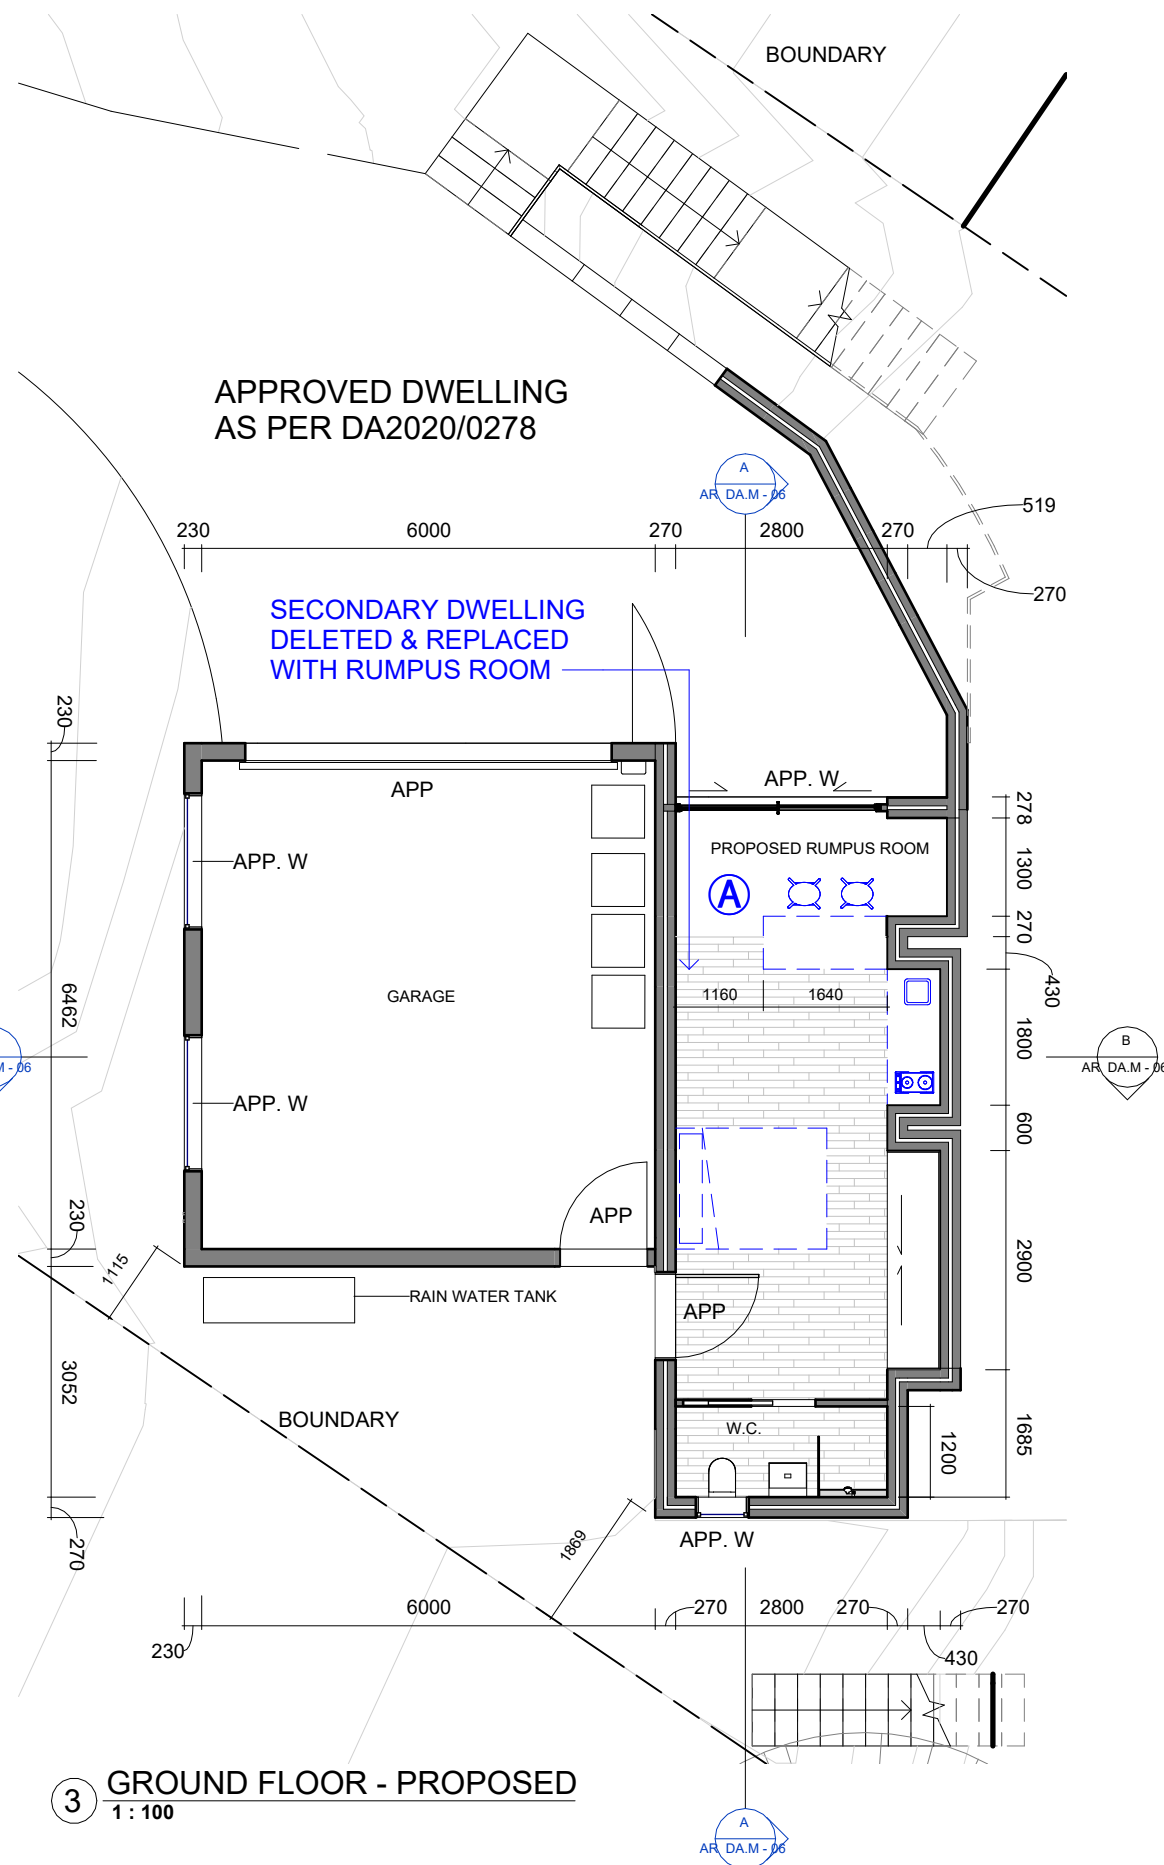 BOUNDARY
APPROVED DWELLING
AS PER DA2020/0278
A
AR DA.M - 06
519
230
6000
270
2800
270
270
SECONDARY DWELLING
DELETED & REPLACED
WITH RUMPUS ROOM
230
APP
APP. W
278
PROPOSED RUMPUS ROOM
1300
APP. W
A
270
430
GARAGE
1160
1640
6462
1800
B
AR DA.M - 06
M - 06
APP. W
600
230
APP
1115
2900
RAIN WATER TANK
APP
3052
BOUNDARY
W.C.
1685
1200
270
1869
APP. W
6000
270
2800
270
270
230
430
3
GROUND FLOOR - PROPOSED
1 : 100
A
AR DA.M - 06